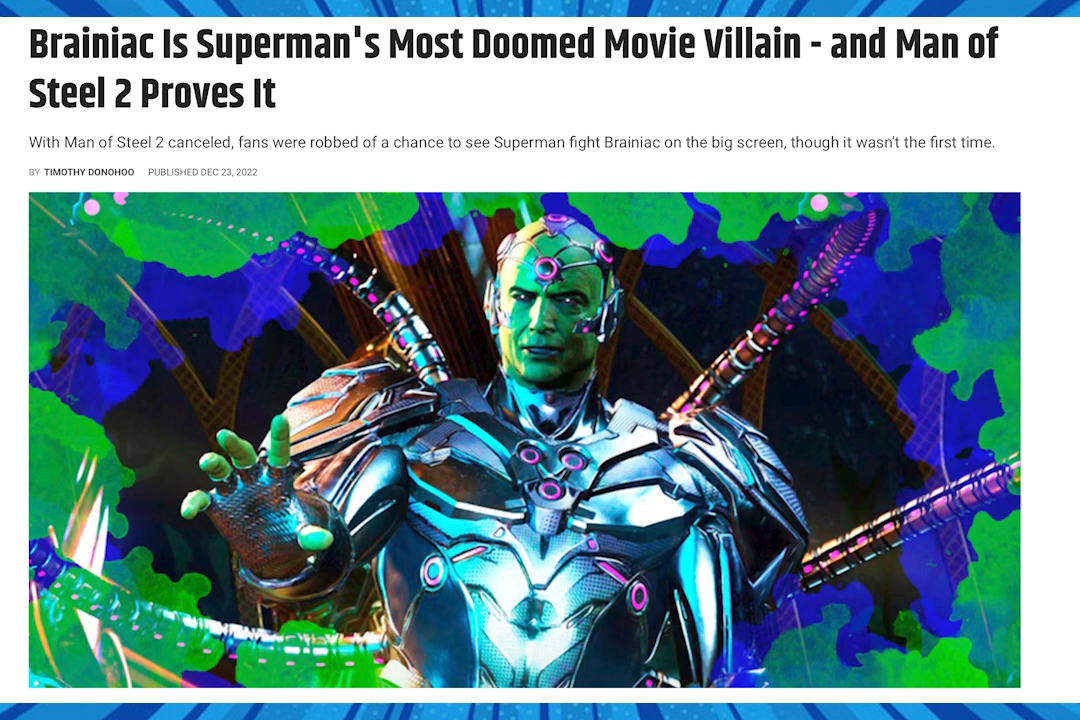 Brainiac Is Superman's Most Doomed Movie Villain - and Man of
Steel 2 Proves It
With Man of Steel 2 canceled, fans were robbed of a chance to see Superman fight Brainiac on the big screen, though it wasn't the first time.
BY TIMOTHY DONOHOO PUBLISHED DEC 23, 2022